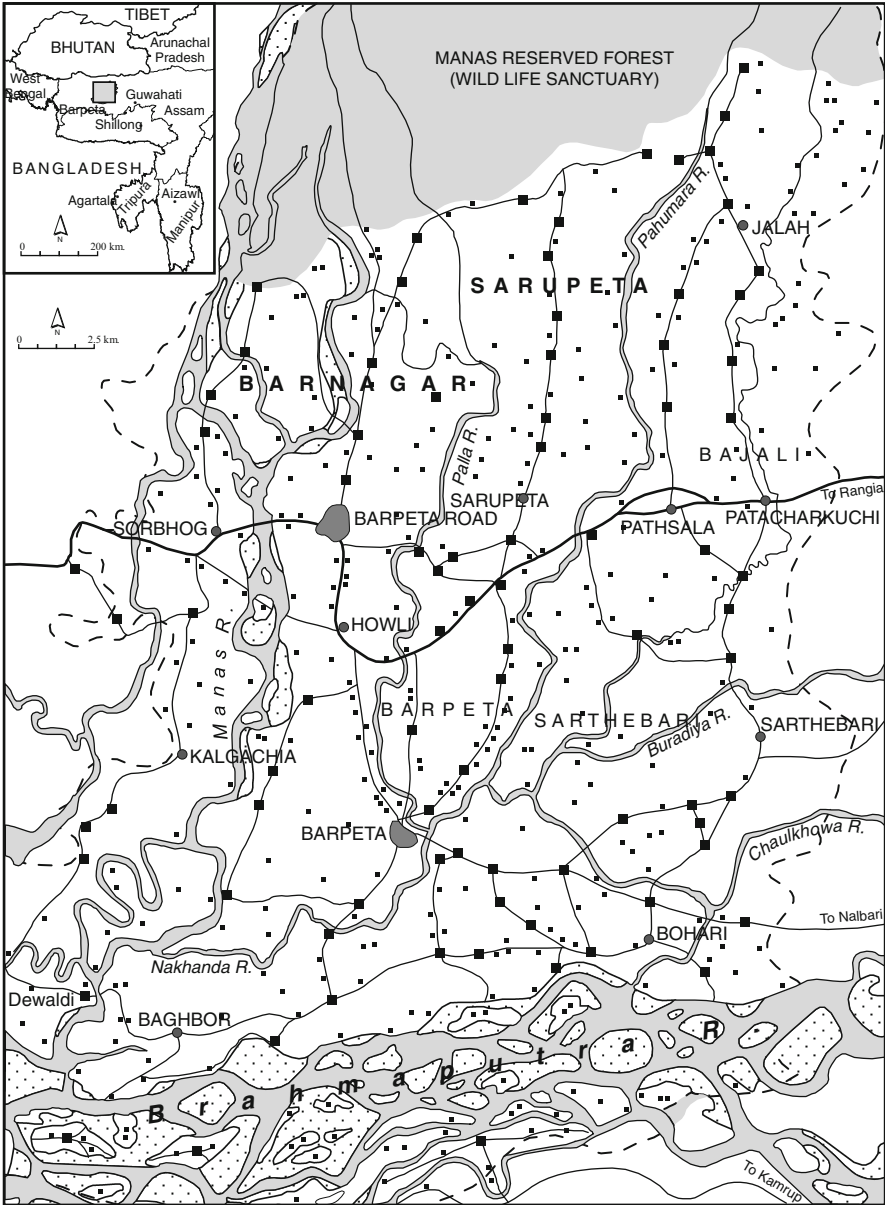 TIBET
BHUTAN
Arunachal
Pradesh
West
Bengal
Guwahati
Barpeta
Assam
Shillong
BANGLADESH
Agartala
Tripura
Aizawl
Manipur
N
0 200 km.
N
0 2.5 km.
MANAS RESERVED FOREST
(WILD LIFE SANCTUARY)
Pahumara R.
JALAH
SARUPETA
BARNAGAR
Palla R.
BAJALI
SARUPETA
To Rangia
BARPETA ROAD
SORBHOG
PATHSALA
PATACHARKUCHI
HOWLI
Manas R.
BARPETA
SARTHEBARI
Buradiya R.
SARTHEBARI
KALGACHIA
BARPETA
Chaulkhowa R.
To Nalbari
BOHARI
Nakhanda R.
Dewaldi
BAGHBOR
Brahmaputra R
To Kamrup